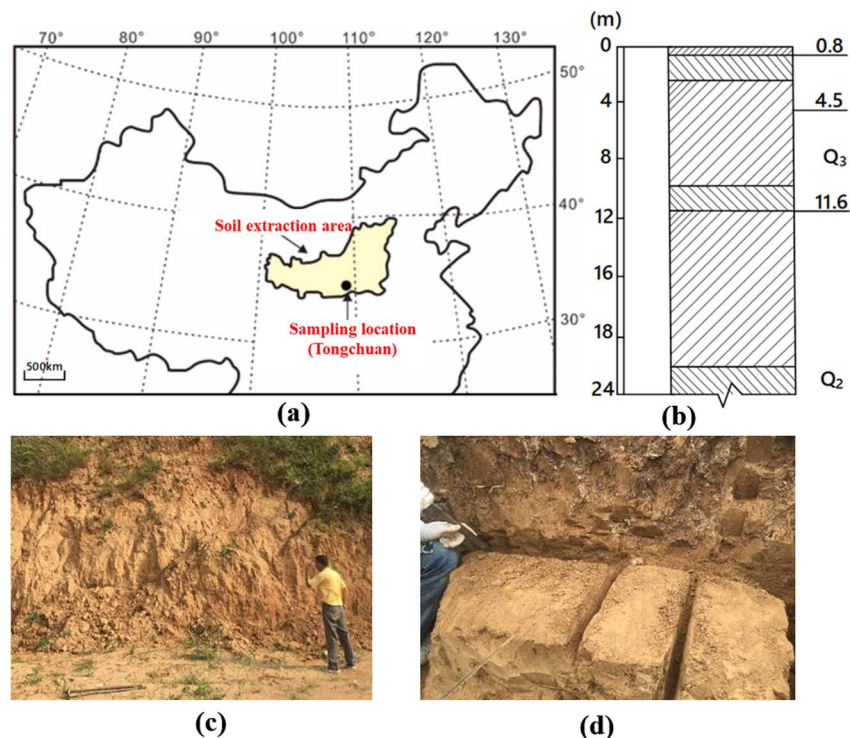 70° 80° 90° 100° 110° 120° 130°
50°
40°
30°
Soil extraction area
Sampling location
(Tongchuan)
500km
(a)
(m)
0
4
8
12
16
18
24
0.8
4.5
Q3
11.6
Q2
(b)
(c)
(d)